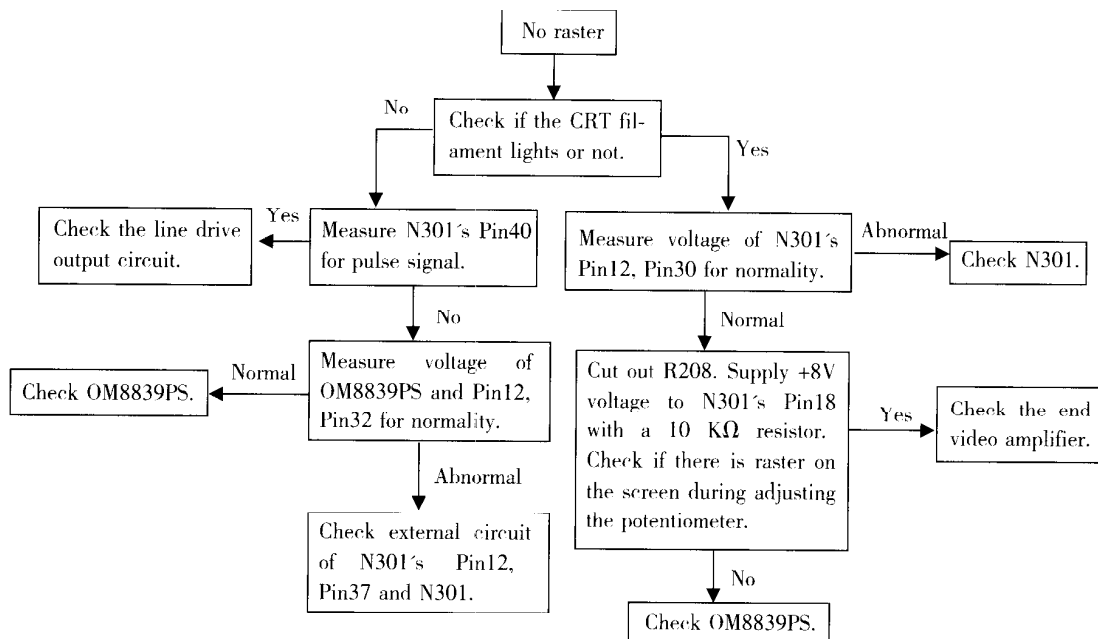 No raster
No
Check if the CRT fil-
ament lights or not.
Yes
Check the line drive
output circuit.
Yes
Measure N301's Pin40
for pulse signal.
Measure voltage of N301's
Pin12, Pin30 for normality.
Abnormal
Check N301.
No
Normal
Check OM8839PS.
Normal
Measure voltage of
OM8839PS and Pin12,
Pin32 for normality.
Cut out R208. Supply +8V
voltage to N301's Pin18
with a 10 KΩ resistor.
Check if there is raster on
the screen during adjusting
the potentiometer.
Yes
Check the end
video amplifier.
Abnormal
Check external circuit
of N301's Pin12,
Pin37 and N301.
No
Check OM8839PS.